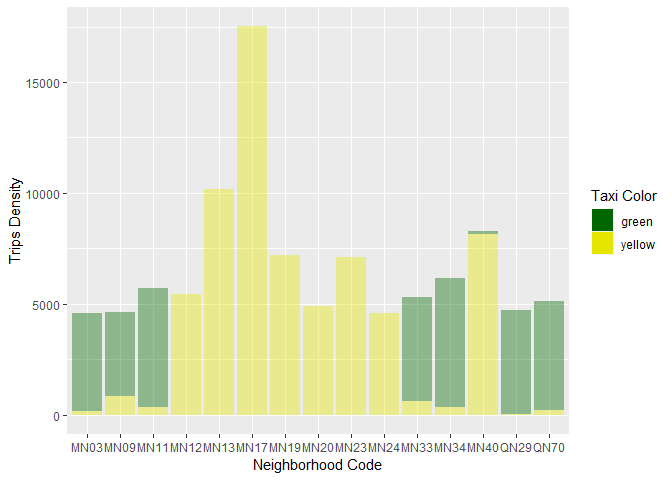 15000
10000
5000
0
Trips Density
MN03 MN09 MN11 MN12 MN13 MN17 MN19 MN20 MN23 MN24 MN33 MN34 MN40 QN29 QN70
Neighborhood Code
Taxi Color
green
yellow